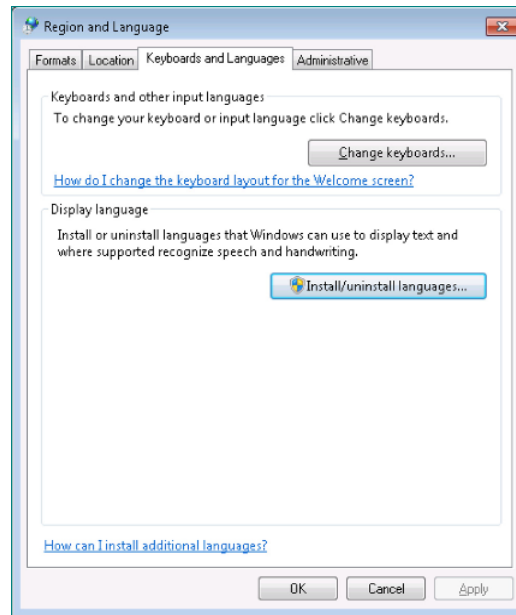 Region and Language
Formats Location Keyboards and Languages Administrative
Keyboards and other input languages
To change your keyboard or input language click Change keyboards.
Change keyboards...
How do I change the keyboard layout for the Welcome screen?
Display language
Install or uninstall languages that Windows can use to display text and
where supported recognize speech and handwriting.
Install/uninstall languages...
How can I install additional languages?
OK Cancel Apply